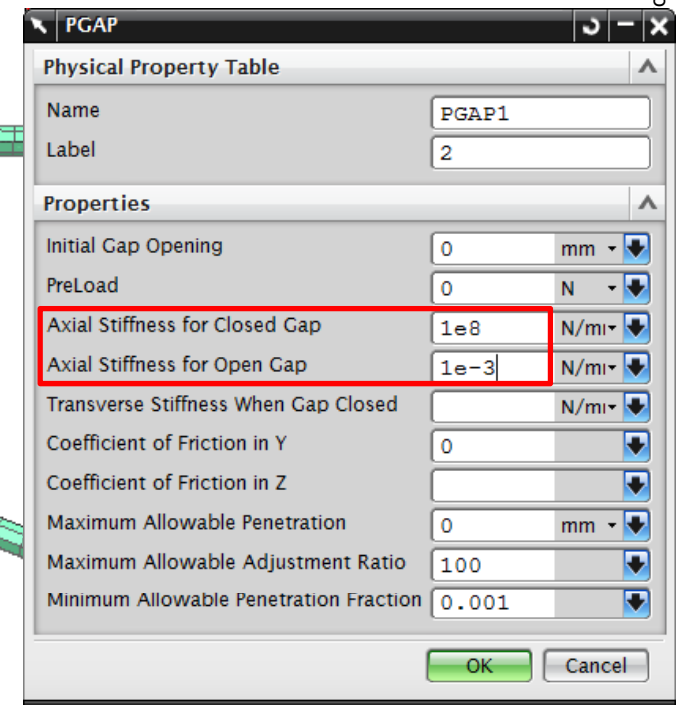 PGAP
Physical Property Table
Name PGAP1
Label 2
Properties
Initial Gap Opening 0 mm
PreLoad 0 N
Axial Stiffness for Closed Gap 1e8 N/mı
Axial Stiffness for Open Gap 1e-3 N/mı
Transverse Stiffness When Gap Closed N/mı
Coefficient of Friction in Y 0
Coefficient of Friction in Z
Maximum Allowable Penetration 0 mm
Maximum Allowable Adjustment Ratio 100
Minimum Allowable Penetration Fraction 0.001
OK Cancel